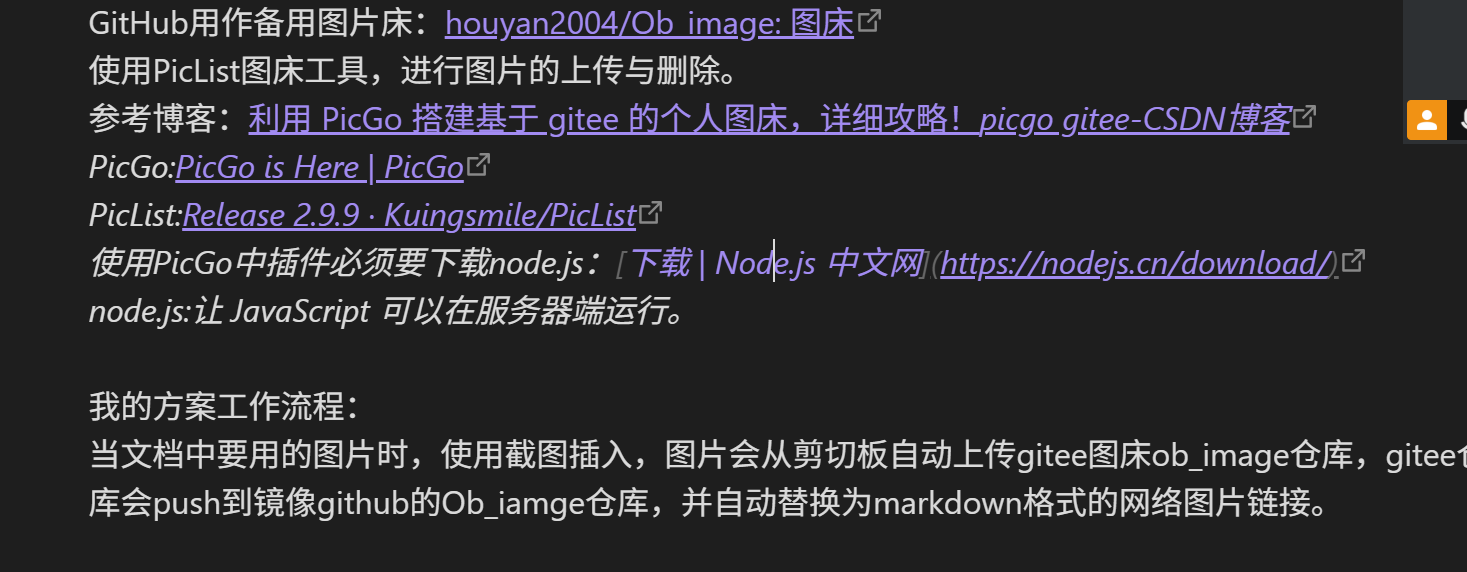 GitHub用作备用图片床：houyan2004/Ob_image: 图床
使用PicList图床工具，进行图片的上传与删除。
参考博客：利用 PicGo 搭建基于 gitee 的个人图床，详细攻略！picgo gitee-CSDN博客
PicGo:PicGo is Here | PicGo
PicList:Release 2.9.9 · Kuingsmile/PicList
使用PicGo中插件必须要下载node.js：[下载 | Node.js 中文网](https://nodejs.cn/download/)
node.js:让 JavaScript 可以在服务器端运行。
我的方案工作流程：
当文档中要用的图片时，使用截图插入，图片会从剪切板自动上传gitee图床ob_image仓库，gitee仓
库会push到镜像github的Ob_iamge仓库，并自动替换为markdown格式的网络图片链接。